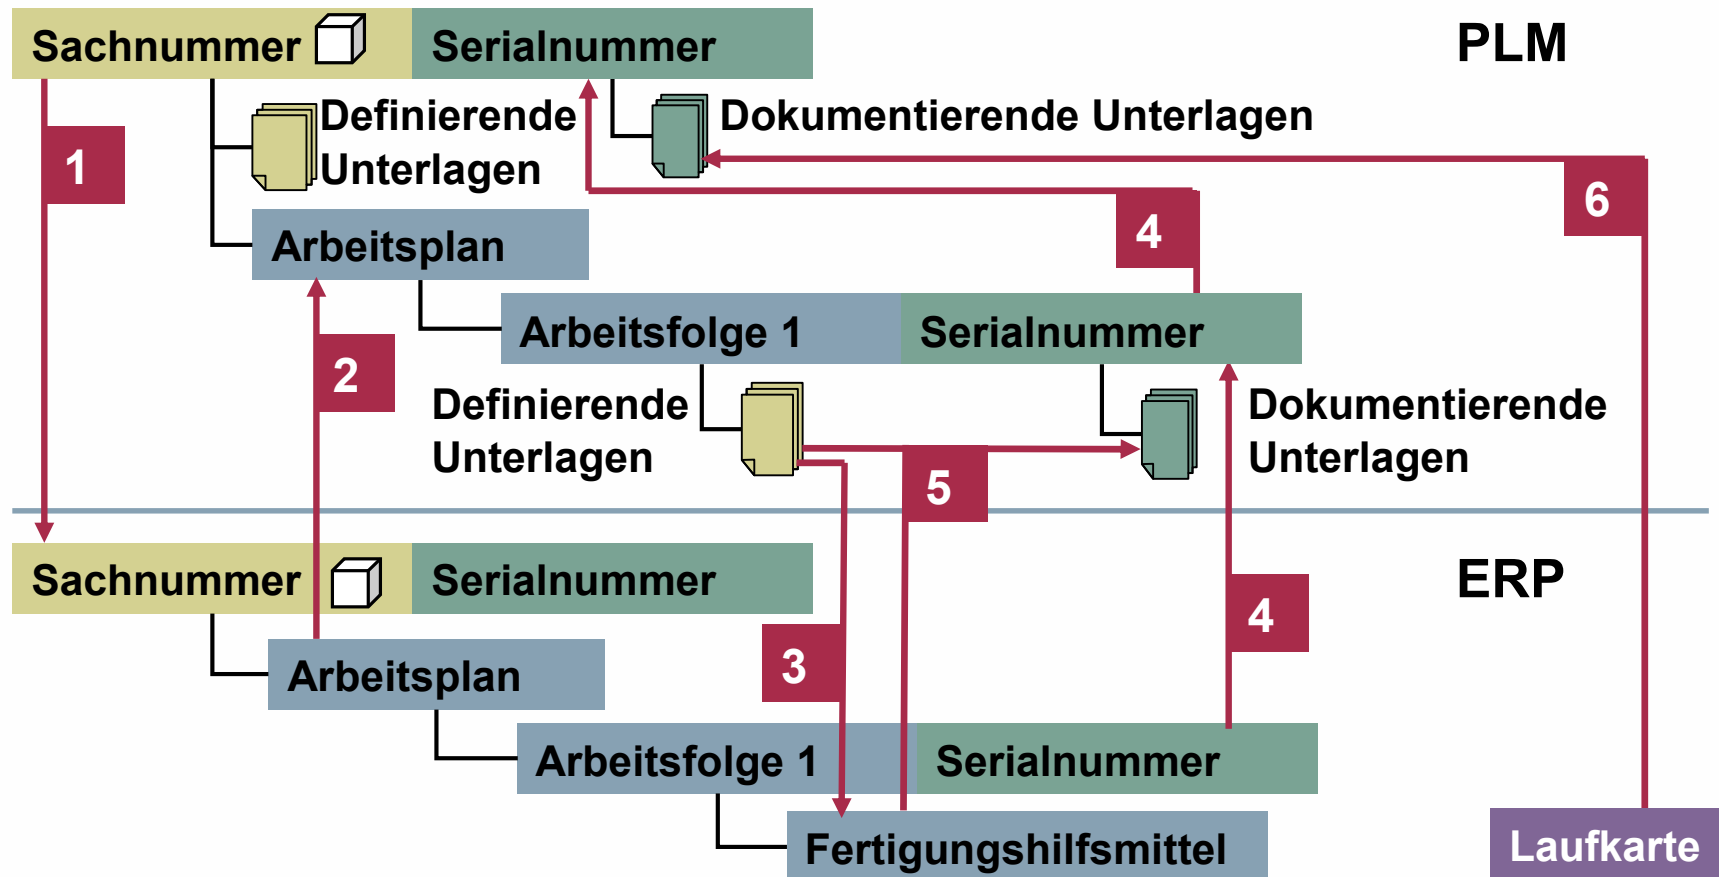 Sachnummer Serialnummer PLM
Definierende
Unterlagen
Dokumentierende Unterlagen
1
6
4
Arbeitsplan
Arbeitsfolge 1 Serialnummer
2
Definierende
Unterlagen
Dokumentierende
Unterlagen
5
Sachnummer Serialnummer ERP
4
3
Arbeitsplan
Arbeitsfolge 1 Serialnummer
Fertigungshilfsmittel
Laufkarte